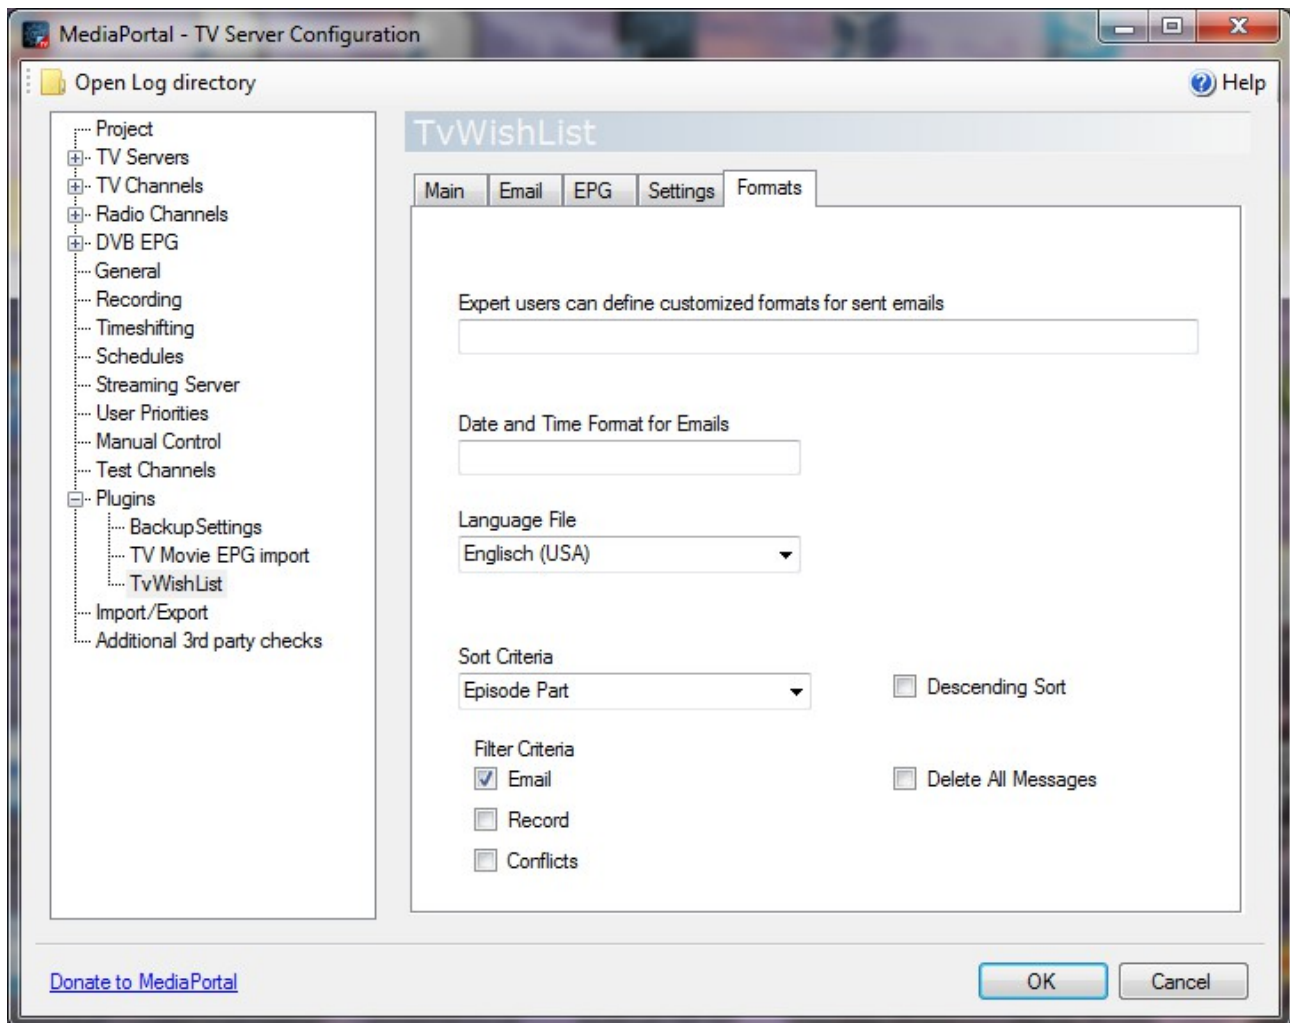 MediaPortal - TV Server Configuration
Open Log directory
Help
Project
TV Servers
TV Channels
Radio Channels
DVB EPG
General
Recording
Timeshifting
Schedules
Streaming Server
User Priorities
Manual Control
Test Channels
Plugins
BackupSettings
TV Movie EPG import
TvWishList
Import/Export
Additional 3rd party checks
TvWishList
Main
Email
EPG
Settings
Formats
Expert users can define customized formats for sent emails
Date and Time Format for Emails
Language File
Englisch (USA)
Sort Criteria
Episode Part
Descending Sort
Filter Criteria
Email
Delete All Messages
Record
Conflicts
Donate to MediaPortal
OK
Cancel